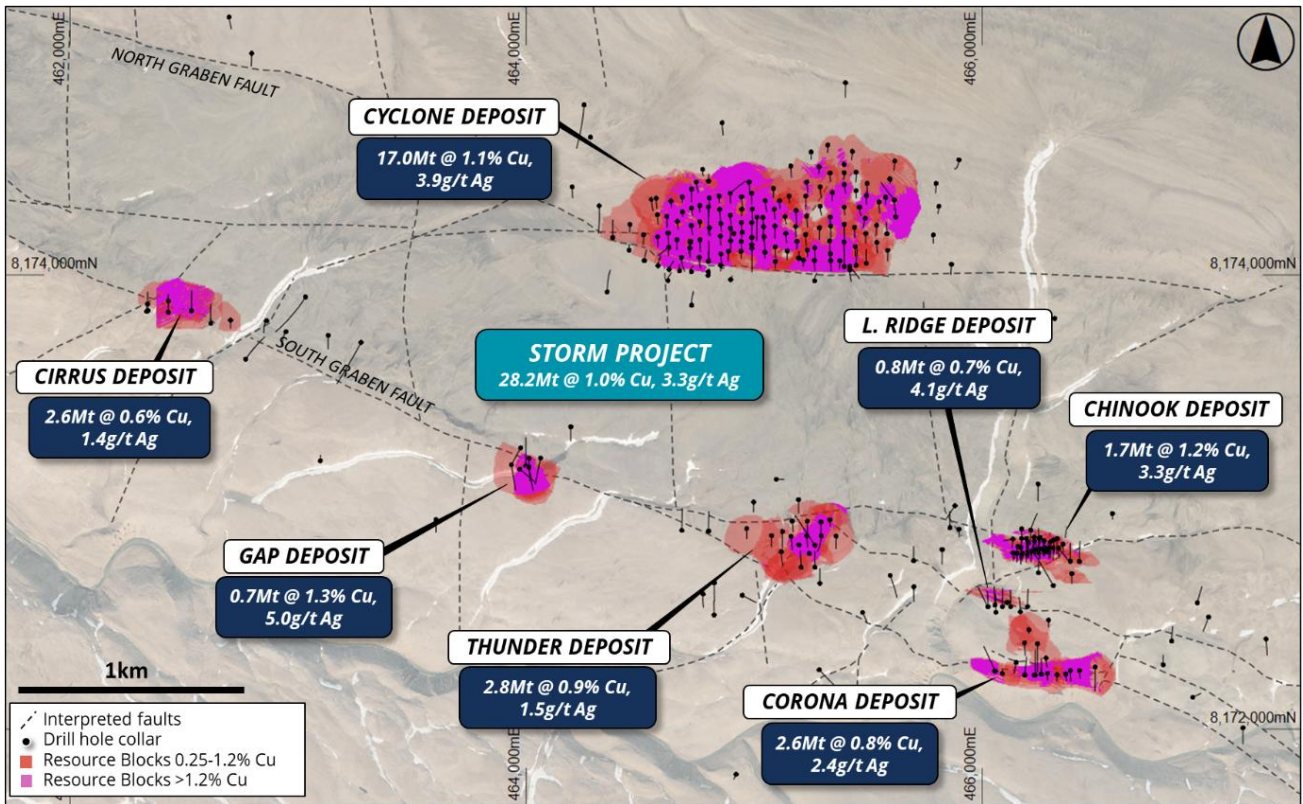 462,000mE
464,000mE
466,000mE
NORTH GRABEN FAULT
CYCLONE DEPOSIT
17.0Mt @ 1.1% Cu,
3.9g/t Ag
8,174,000mN
8,174,000mN
L. RIDGE DEPOSIT
0.8Mt @ 0.7% Cu,
4.1g/t Ag
STORM PROJECT
28.2Mt @ 1.0% Cu, 3.3g/t Ag
SOUTH GRABEN FAULT
CIRRUS DEPOSIT
2.6Mt @ 0.6% Cu,
1.4g/t Ag
CHINOOK DEPOSIT
1.7Mt @ 1.2% Cu,
3.3g/t Ag
GAP DEPOSIT
0.7Mt @ 1.3% Cu,
5.0g/t Ag
THUNDER DEPOSIT
2.8Mt @ 0.9% Cu,
1.5g/t Ag
CORONA DEPOSIT
2.6Mt @ 0.8% Cu,
2.4g/t Ag
1km
8,172,000mN
Interpreted faults
Drill hole collar
Resource Blocks 0.25-1.2% Cu
Resource Blocks >1.2% Cu
464,000mE
466,000mE